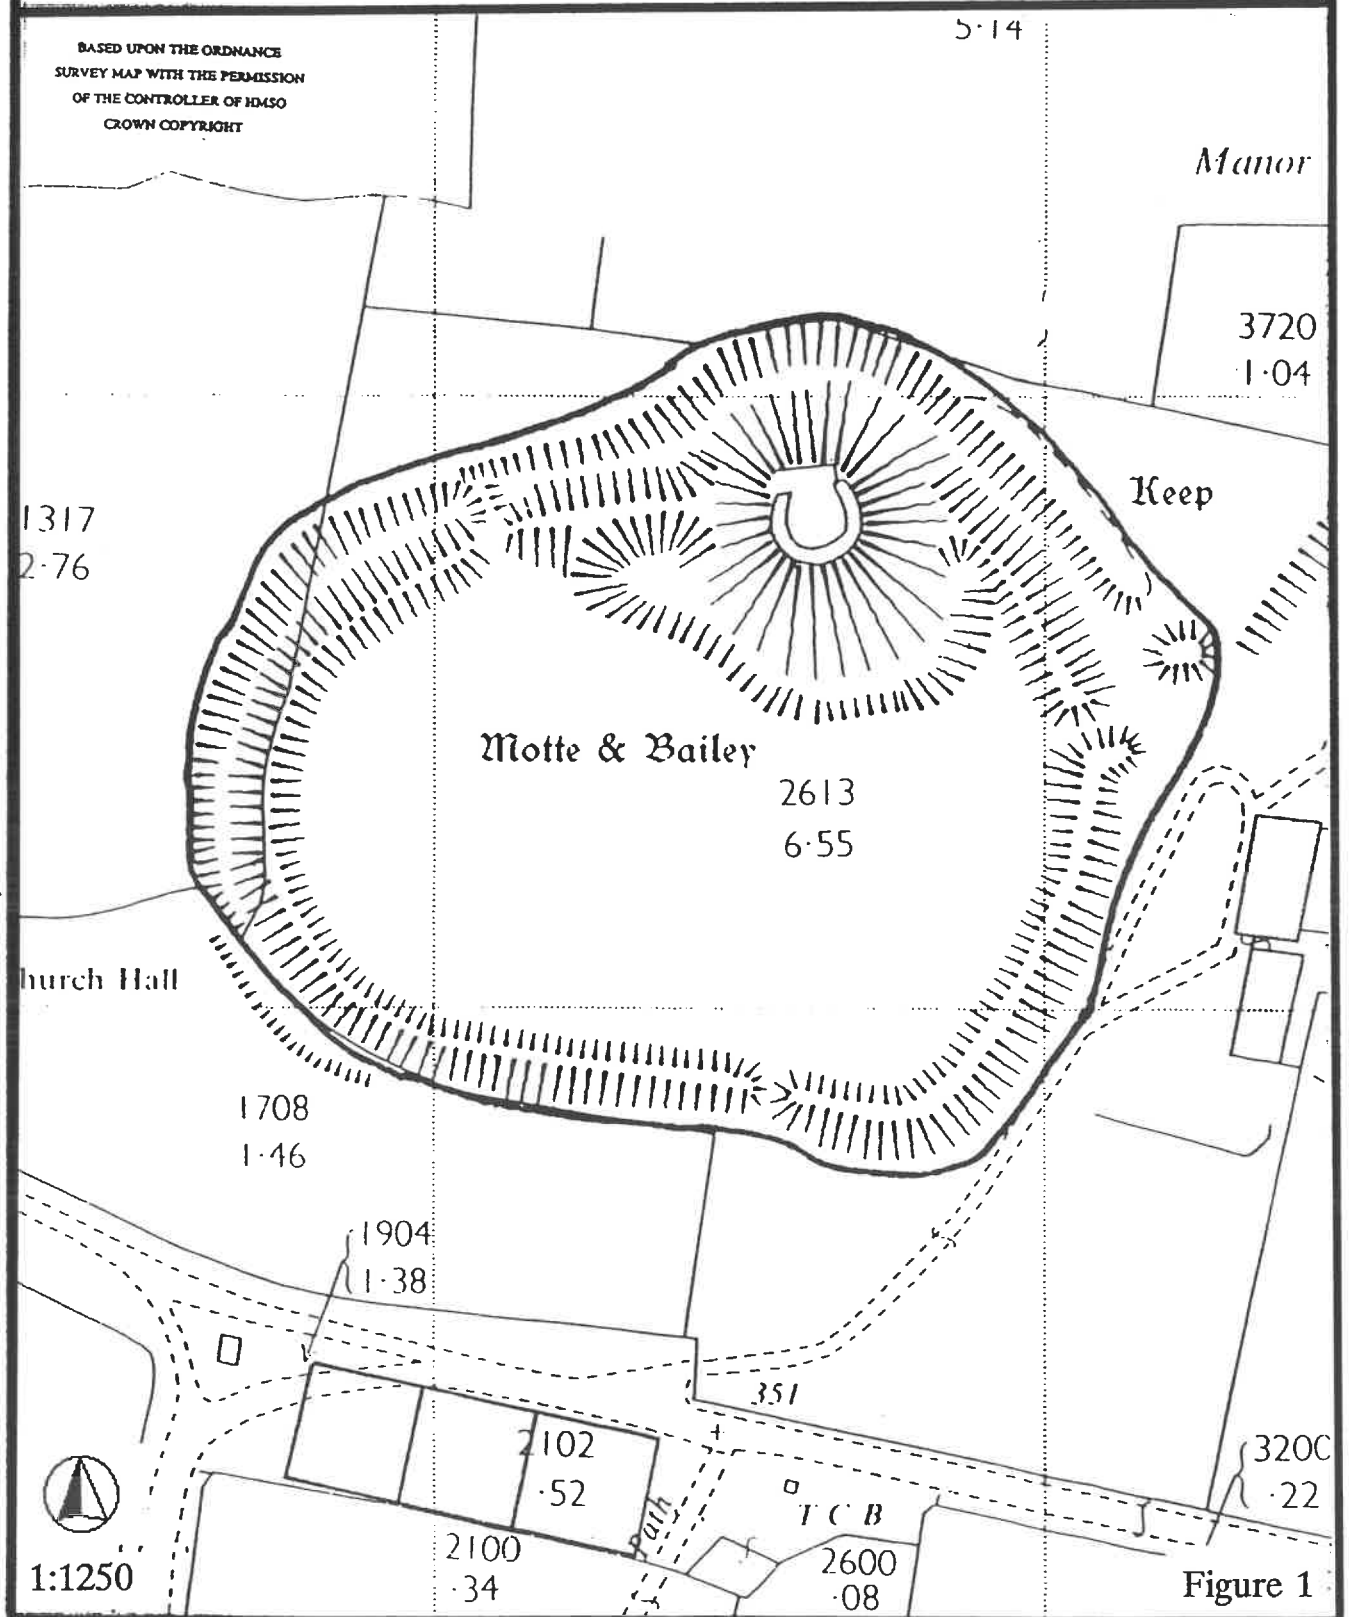 BASED UPON THE ORDNANCE
SURVEY MAP WITH THE PERMISSION
OF THE CONTROLLER OF HMSO
CROWN COPYRIGHT
5·14
Manor
3720
1·04
Keep
1317
2·76
Motte & Bailey
2613
6·55
hurch Hall
1708
1·46
1904
1·38
351
2102
·52
3200
·22
T C B
Path
2100
·34
2600
·08
1:1250
Figure 1